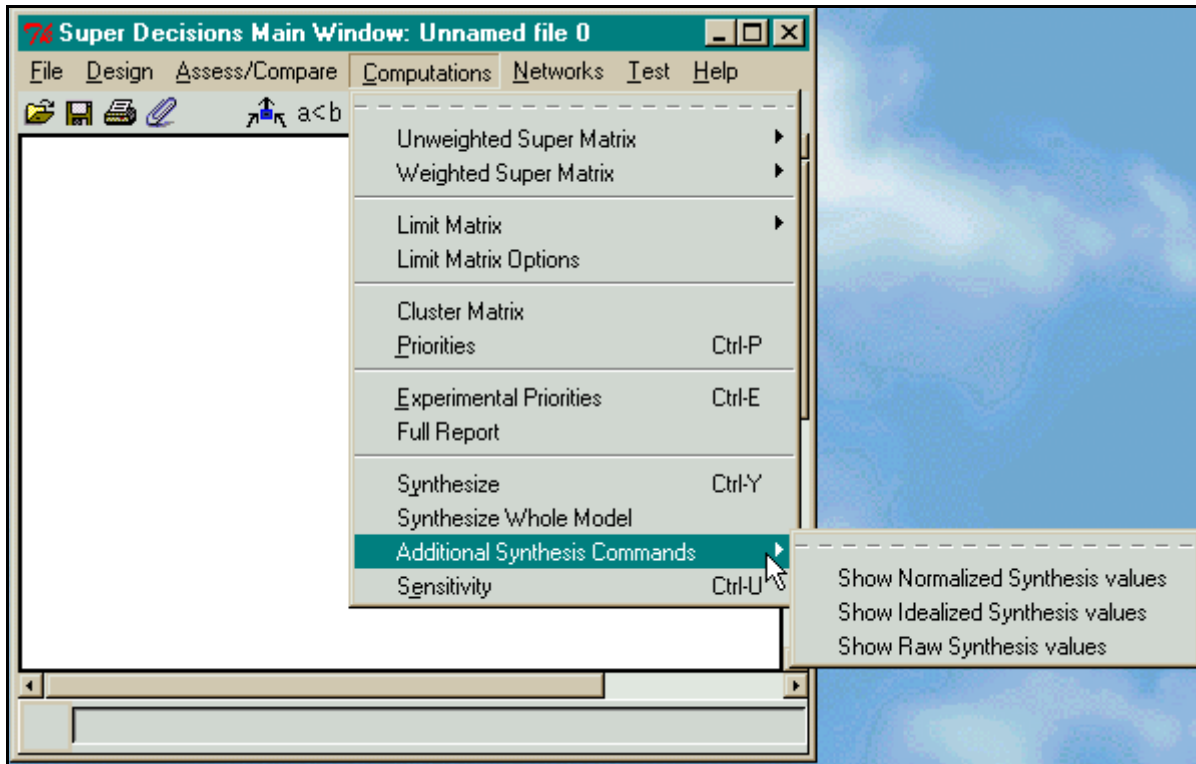 7k Super Decisions Main Window: Unnamed file 0
File Design Assess/Compare Computations Networks Test Help
a<b
Unweighted Super Matrix
Weighted Super Matrix
Limit Matrix
Limit Matrix Options
Cluster Matrix
Priorities Ctrl-P
Experimental Priorities Ctrl-E
Full Report
Synthesize Ctrl-Y
Synthesize Whole Model
Additional Synthesis Commands
Sensitivity Ctrl-U
Show Normalized Synthesis values
Show Idealized Synthesis values
Show Raw Synthesis values